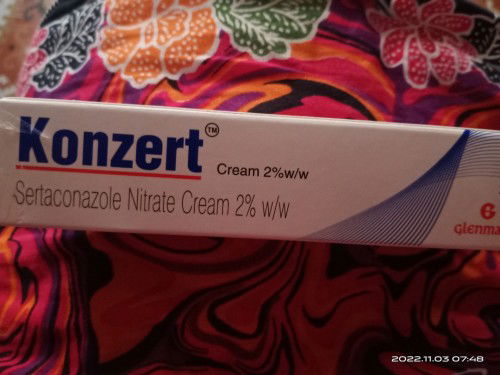 Konzert™
Cream 2%w/w
Sertaconazole Nitrate Cream 2% w/w
G
2022.11.03 07:48